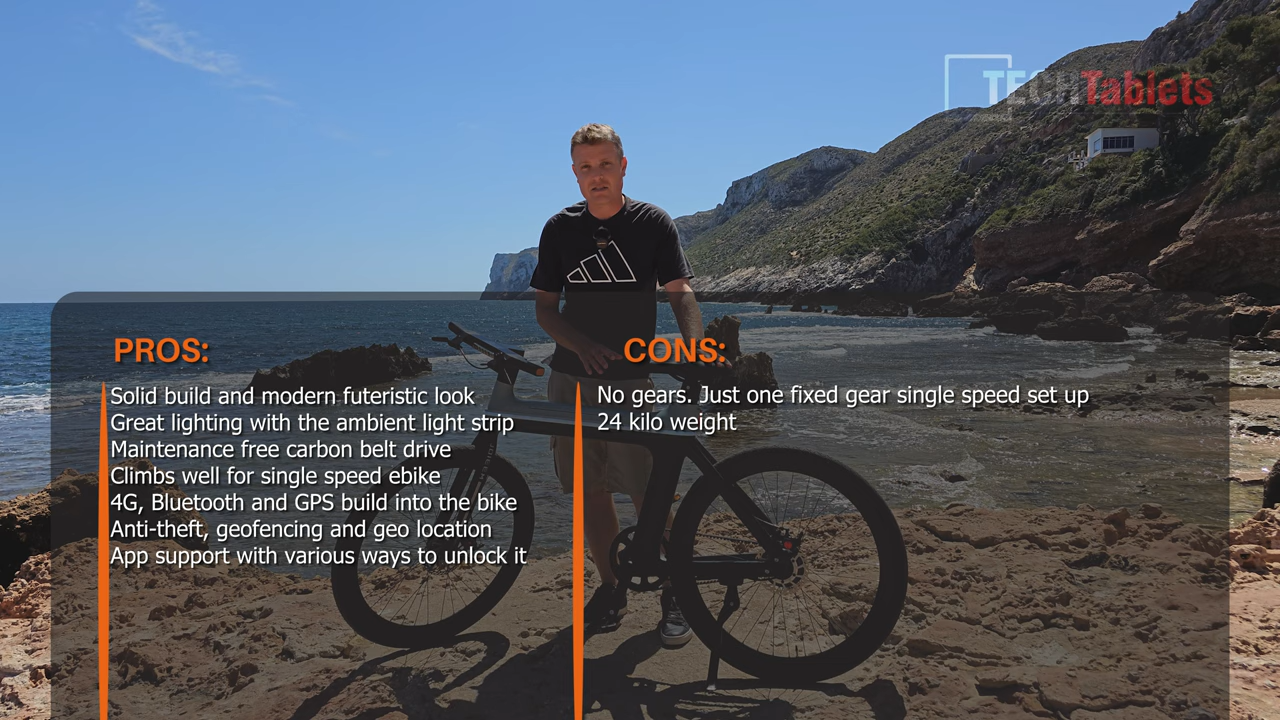 TECHTablets
PROS:
Solid build and modern futeristic look
Great lighting with the ambient light strip
Maintenance free carbon belt drive
Climbs well for single speed ebike
4G, Bluetooth and GPS build into the bike
Anti-theft, geofencing and geo location
App support with various ways to unlock it
CONS:
No gears. Just one fixed gear single speed set up
24 kilo weight